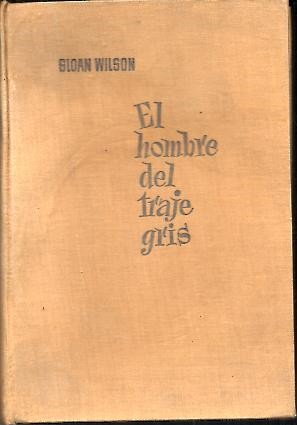 SLOAN WILSON
El
hombre
del
traje
gris